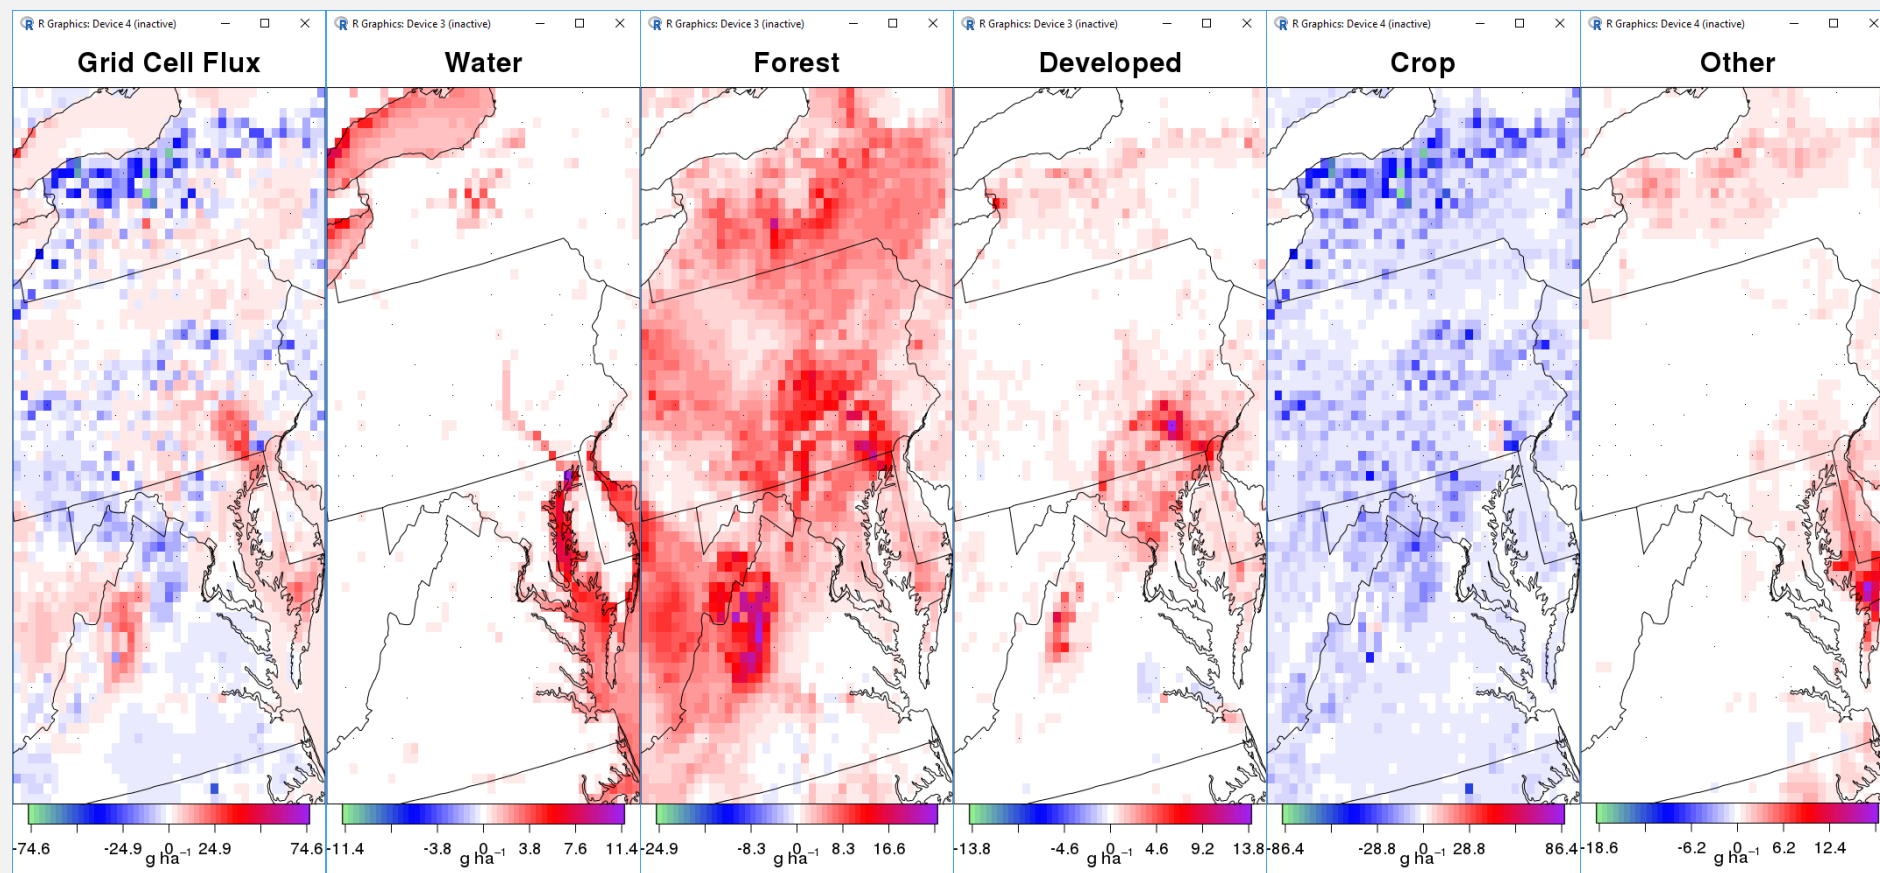 R Graphics: Device 4 (inactive)
R Graphics: Device 3 (inactive)
R Graphics: Device 3 (inactive)
R Graphics: Device 3 (inactive)
R Graphics: Device 4 (inactive)
R Graphics: Device 4 (inactive)
Grid Cell Flux
Water
Forest
Developed
Crop
Other
-74.6 -24.9 0 24.9 74.6
g ha⁻¹
-11.4 -3.8 0 3.8 7.6 11.4
g ha⁻¹
-24.9 -8.3 0 8.3 16.6
g ha⁻¹
-13.8 -4.6 0 4.6 9.2 13.8
g ha⁻¹
-86.4 -28.8 0 28.8 86.4
g ha⁻¹
-18.6 -6.2 0 6.2 12.4
g ha⁻¹